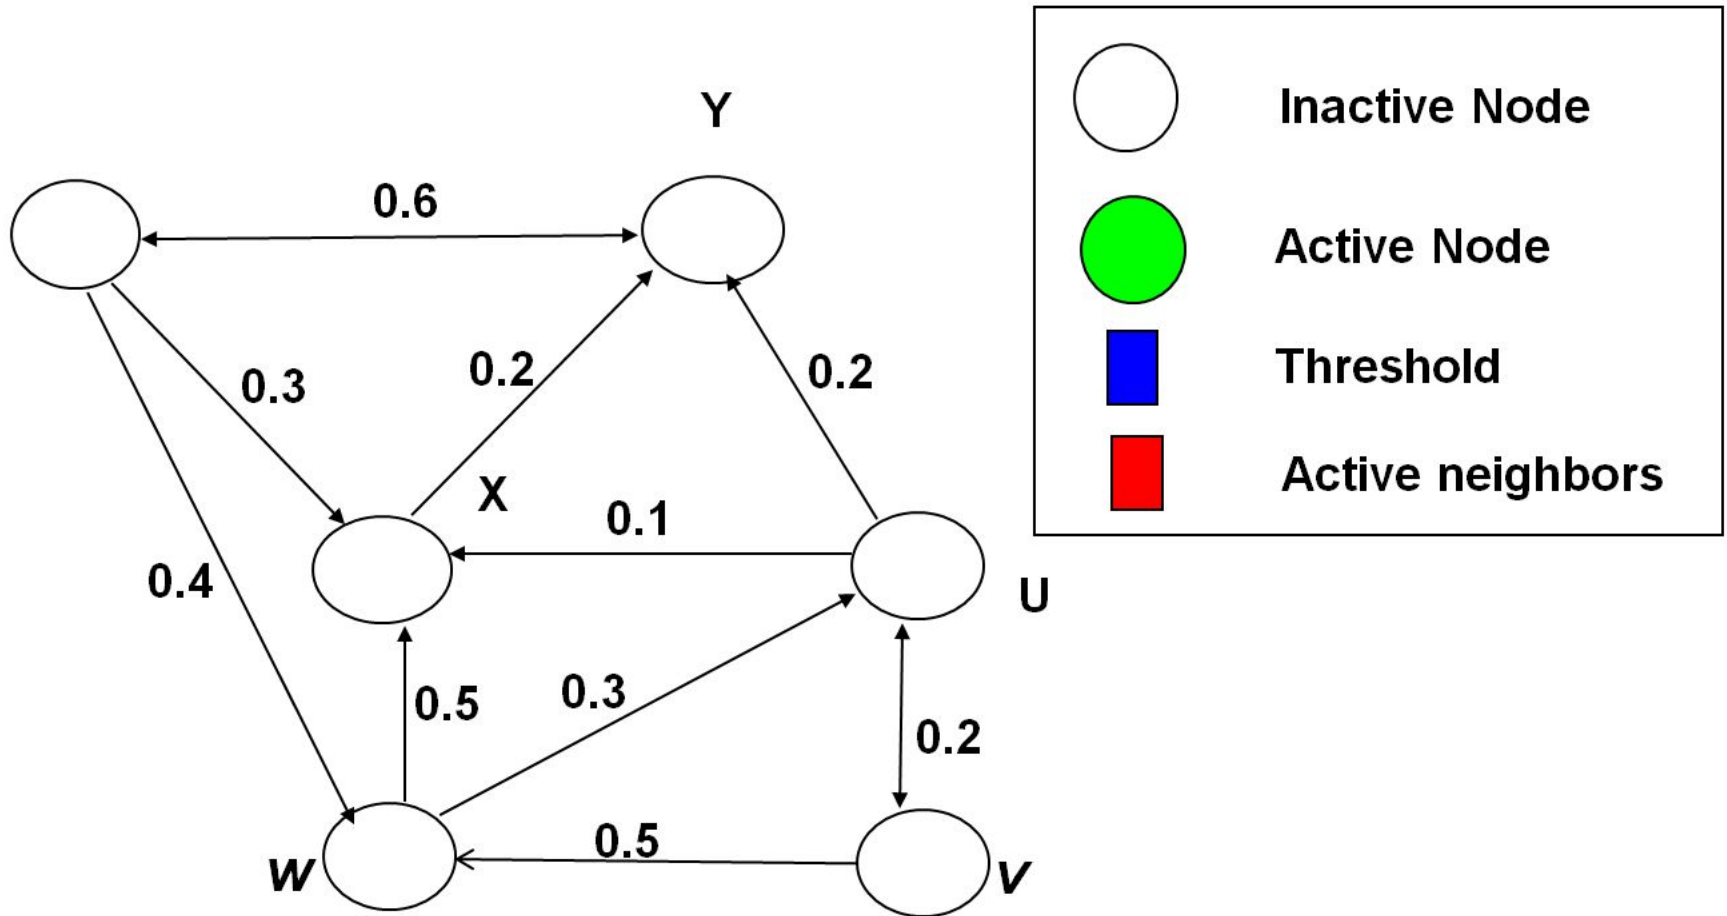 Y
0.6
0.3
0.2
0.2
X
0.1
0.4
U
0.5
0.3
0.2
0.5
W
V
Inactive Node
Active Node
Threshold
Active neighbors